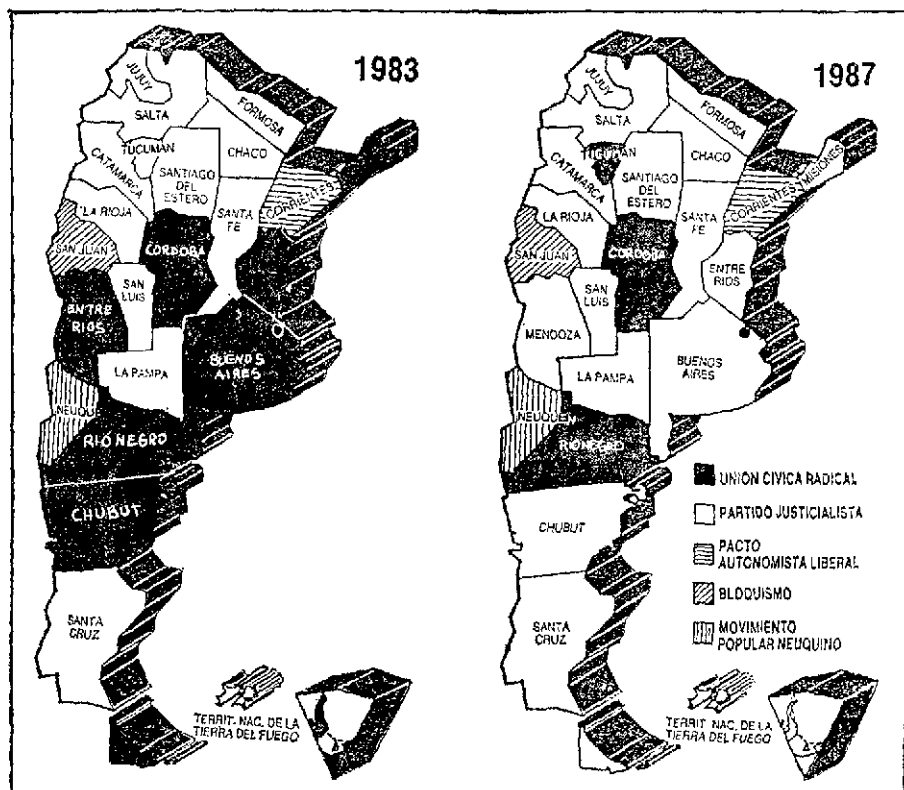 1983
JUJUY
SALTA
FORMOSA
TUCUMAN
CHACO
CATAMARCA
SANTIAGO
DEL
ESTERO
CORRIENTES
LA RIOJA
SANTA
FE
SAN JUAN
CORDOBA
SAN
LUIS
ENTRE
RIOS
BUENOS
AIRES
LA PAMPA
NEUQUE
RIO NEGRO
CHUBUT
SANTA
CRUZ
TERRIT. NAC. DE LA
TIERRA DEL FUEGO
1987
JUJUY
SALTA
FORMOSA
TUCUMAN
CHACO
CATAMARCA
SANTIAGO
DEL
ESTERO
CORRIENTES
MISIONES
LA RIOJA
SANTA
FE
SAN JUAN
CORDOBA
ENTRE
RIOS
SAN
LUIS
MENDOZA
BUENOS
AIRES
LA PAMPA
NEUQUEN
RIO NEGRO
CHUBUT
SANTA
CRUZ
UNION CIVICA RADICAL
PARTIDO JUSTICIALISTA
PACTO
AUTONOMISTA LIBERAL
BLOQUISMO
MOVIMIENTO
POPULAR NEUQUINO
TERRIT. NAC. DE LA
TIERRA DEL FUEGO